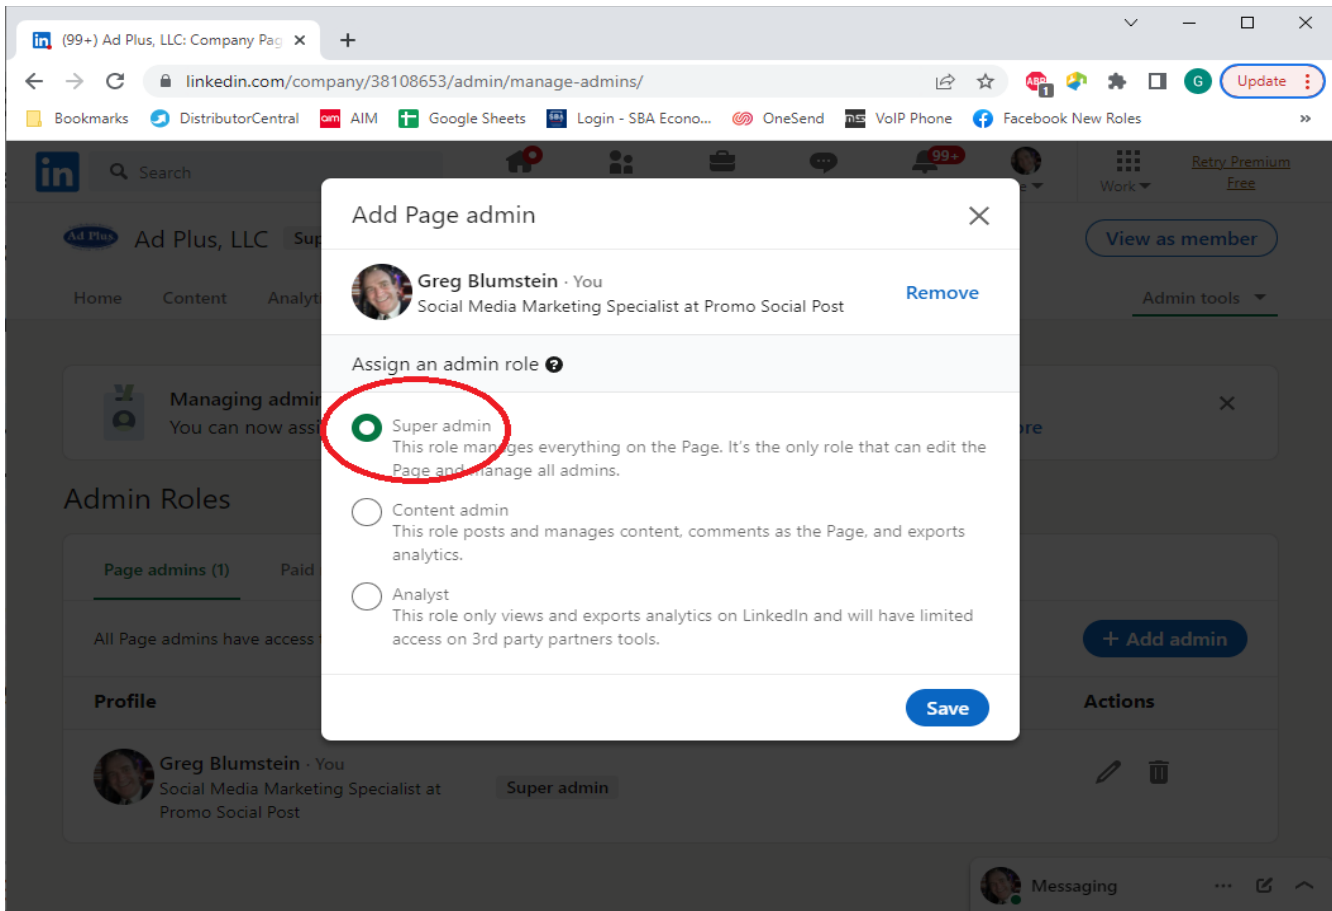 (99+) Ad Plus, LLC: Company Pag
linkedin.com/company/38108653/admin/manage-admins/
ABP 1
G
Update
Bookmarks DistributorCentral aim AIM Google Sheets SBA Login - SBA Econo... OneSend ms VoIP Phone Facebook New Roles »
in Search 99+ Work Retry Premium Free
Ad Plus Ad Plus, LLC Sup View as member
Home Content Analyt Admin tools
Add Page admin
Greg Blumstein · You
Social Media Marketing Specialist at Promo Social Post
Remove
Assign an admin role ?
Managing admin
You can now assi
ore
Super admin
This role manages everything on the Page. It's the only role that can edit the
Page and manage all admins.
Content admin
This role posts and manages content, comments as the Page, and exports
analytics.
Analyst
This role only views and exports analytics on LinkedIn and will have limited
access on 3rd party partners tools.
Save
Admin Roles
Page admins (1) Paid
All Page admins have access
+ Add admin
Profile Actions
Greg Blumstein · You
Social Media Marketing Specialist at
Promo Social Post
Super admin
Messaging